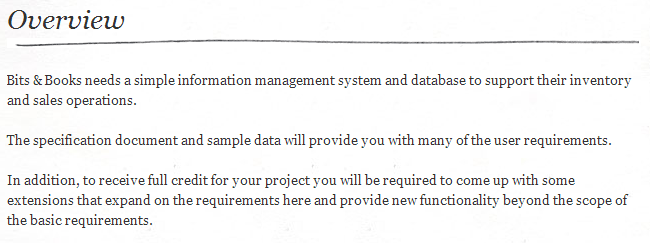 Overview
Bits & Books needs a simple information management system and database to support their inventory
and sales operations.
The specification document and sample data will provide you with many of the user requirements.
In addition, to receive full credit for your project you will be required to come up with some
extensions that expand on the requirements here and provide new functionality beyond the scope of
the basic requirements.